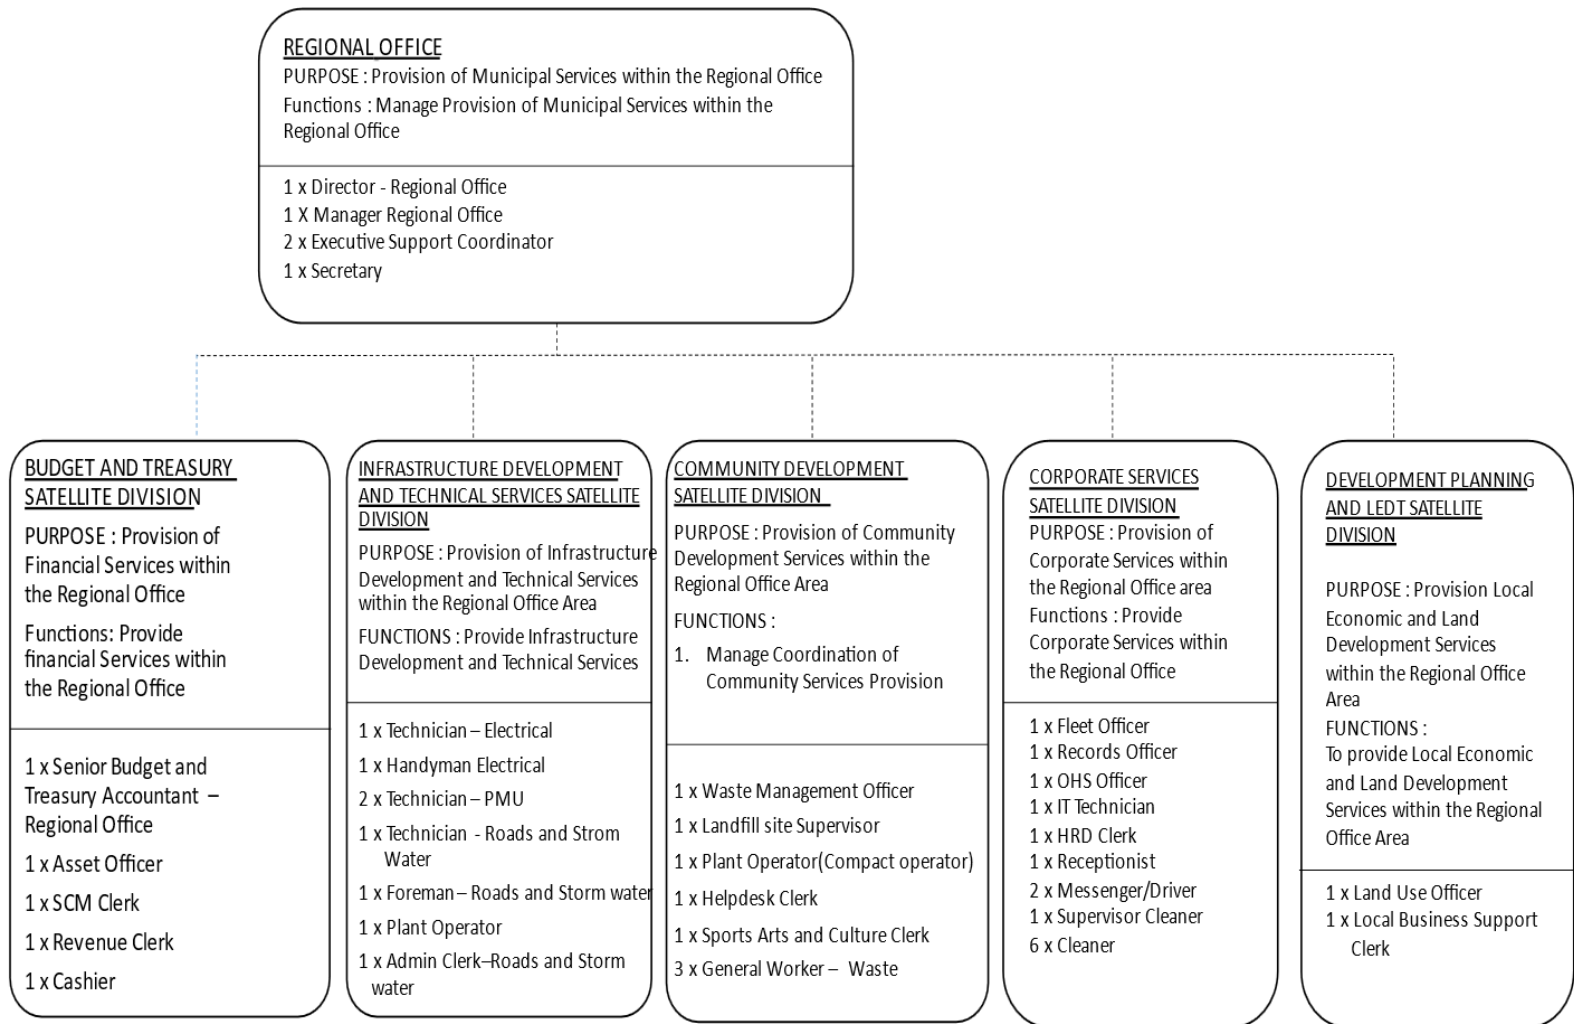 REGIONAL OFFICE
PURPOSE : Provision of Municipal Services within the Regional Office
Functions : Manage Provision of Municipal Services within the
Regional Office
1 x Director - Regional Office
1 X Manager Regional Office
2 x Executive Support Coordinator
1 x Secretary
BUDGET AND TREASURY
SATELLITE DIVISION
PURPOSE : Provision of
Financial Services within
the Regional Office
Functions: Provide
financial Services within
the Regional Office
1 x Senior Budget and
Treasury Accountant –
Regional Office
1 x Asset Officer
1 x SCM Clerk
1 x Revenue Clerk
1 x Cashier
INFRASTRUCTURE DEVELOPMENT
AND TECHNICAL SERVICES SATELLITE
DIVISION
PURPOSE : Provision of Infrastructure
Development and Technical Services
within the Regional Office Area
FUNCTIONS : Provide Infrastructure
Development and Technical Services
1 x Technician – Electrical
1 x Handyman Electrical
2 x Technician – PMU
1 x Technician - Roads and Strom
Water
1 x Foreman – Roads and Storm water
1 x Plant Operator
1 x Admin Clerk–Roads and Storm
water
COMMUNITY DEVELOPMENT
SATELLITE DIVISION
PURPOSE : Provision of Community
Development Services within the
Regional Office Area
FUNCTIONS :
1. Manage Coordination of
Community Services Provision
1 x Waste Management Officer
1 x Landfill site Supervisor
1 x Plant Operator(Compact operator)
1 x Helpdesk Clerk
1 x Sports Arts and Culture Clerk
3 x General Worker – Waste
CORPORATE SERVICES
SATELLITE DIVISION
PURPOSE : Provision of
Corporate Services within
the Regional Office area
Functions : Provide
Corporate Services within
the Regional Office
1 x Fleet Officer
1 x Records Officer
1 x OHS Officer
1 x IT Technician
1 x HRD Clerk
1 x Receptionist
2 x Messenger/Driver
1 x Supervisor Cleaner
6 x Cleaner
DEVELOPMENT PLANNING
AND LEDT SATELLITE
DIVISION
PURPOSE : Provision Local
Economic and Land
Development Services
within the Regional Office
Area
FUNCTIONS :
To provide Local Economic
and Land Development
Services within the Regional
Office Area
1 x Land Use Officer
1 x Local Business Support
Clerk